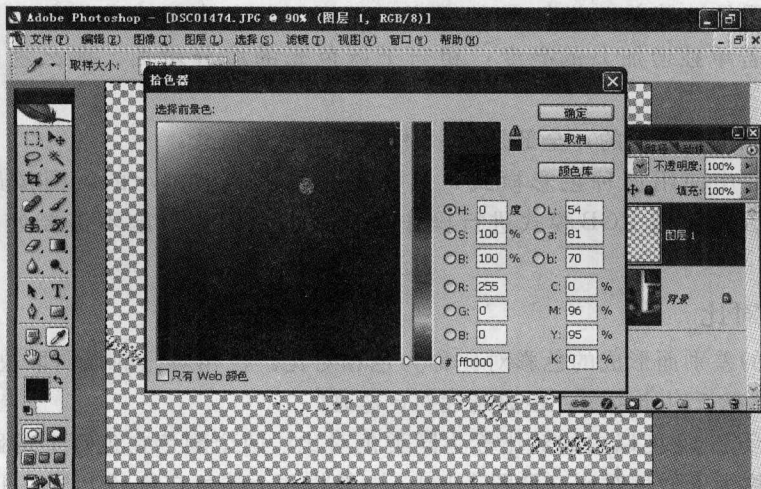 Adobe Photoshop - [DSC01474.JPG @ 90% (图层 1, RGB/8)]
文件(F) 编辑(E) 图像(I) 图层(L) 选择(S) 滤镜(T) 视图(V) 窗口(W) 帮助(H)
取样大小:
拾色器
选择前景色:
确定
取消
颜色库
H: 0 度 L: 54
S: 100 % a: 81
B: 100 % b: 70
R: 255 C: 0 %
G: 0 M: 96 %
B: 0 Y: 95 %
# ff0000 K: 0 %
只有 Web 颜色
路径
不透明度: 100%
填充: 100%
图层 1
背景